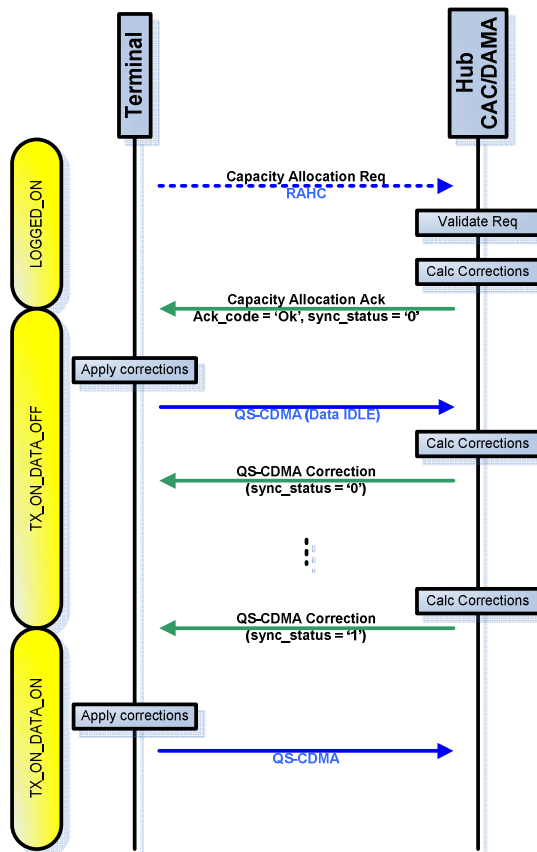 Terminal
Hub
CAC/DAMA
LOGGED_ON
Capacity Allocation Req
RAHC
Validate Req
Calc Corrections
Capacity Allocation Ack
Ack_code = ‘Ok’, sync_status = ‘0’
TX_ON_DATA_OFF
Apply corrections
QS-CDMA (Data IDLE)
Calc Corrections
QS-CDMA Correction
(sync_status = ‘0’)
Calc Corrections
QS-CDMA Correction
(sync_status = ‘1’)
TX_ON_DATA_ON
Apply corrections
QS-CDMA